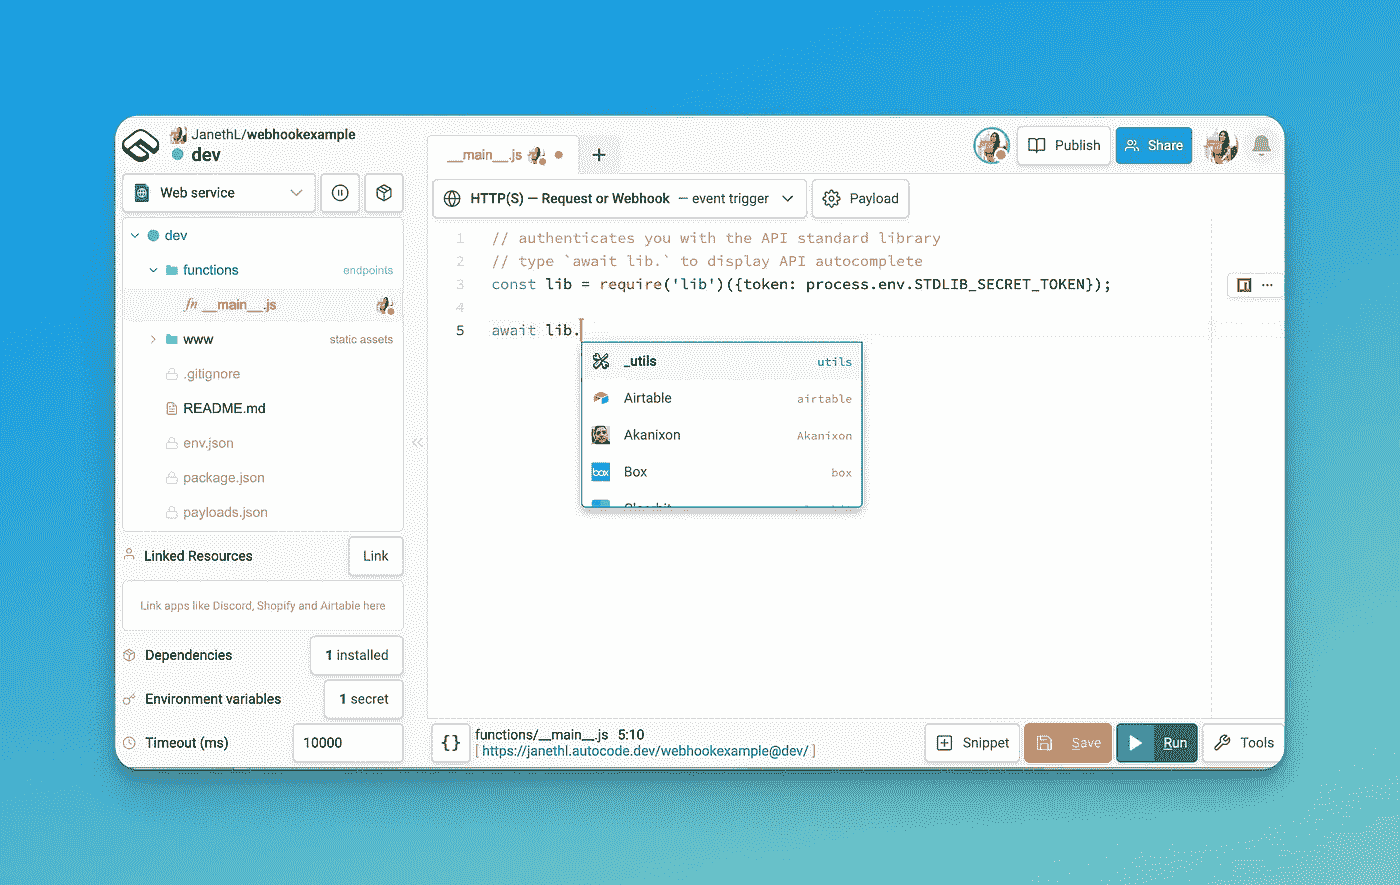 JanethL/webhookexample
dev
Web service
dev
functions endpoints
fn __main__.js
www static assets
.gitignore
README.md
env.json
package.json
payloads.json
Linked Resources Link
Link apps like Discord, Shopify and Airtable here
Dependencies 1 installed
Environment variables 1 secret
Timeout (ms) 10000
__main__.js +
Publish Share
HTTP(S) — Request or Webhook — event trigger Payload
1 // authenticates you with the API standard library
2 // type `await lib.` to display API autocomplete
3 const lib = require('lib')({token: process.env.STDLIB_SECRET_TOKEN});
4
5 await lib.
_utils utils
Airtable airtable
Akanixon Akanixon
box Box box
{} functions/__main__.js 5:10
[ https://janethl.autocode.dev/webhookexample@dev/ ]
Snippet Save Run Tools